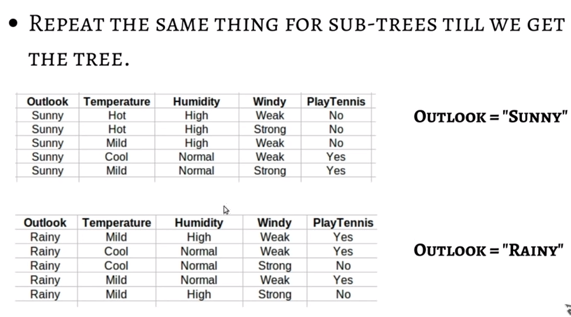 • Repeat the same thing for sub-trees till we get
the tree.
Outlook Temperature Humidity Windy PlayTennis
Sunny Hot High Weak No
Sunny Hot High Strong No
Sunny Mild High Weak No
Sunny Cool Normal Weak Yes
Sunny Mild Normal Strong Yes
Outlook = "Sunny"
Outlook Temperature Humidity Windy PlayTennis
Rainy Mild High Weak Yes
Rainy Cool Normal Weak Yes
Rainy Cool Normal Strong No
Rainy Mild Normal Weak Yes
Rainy Mild High Strong No
Outlook = "Rainy"